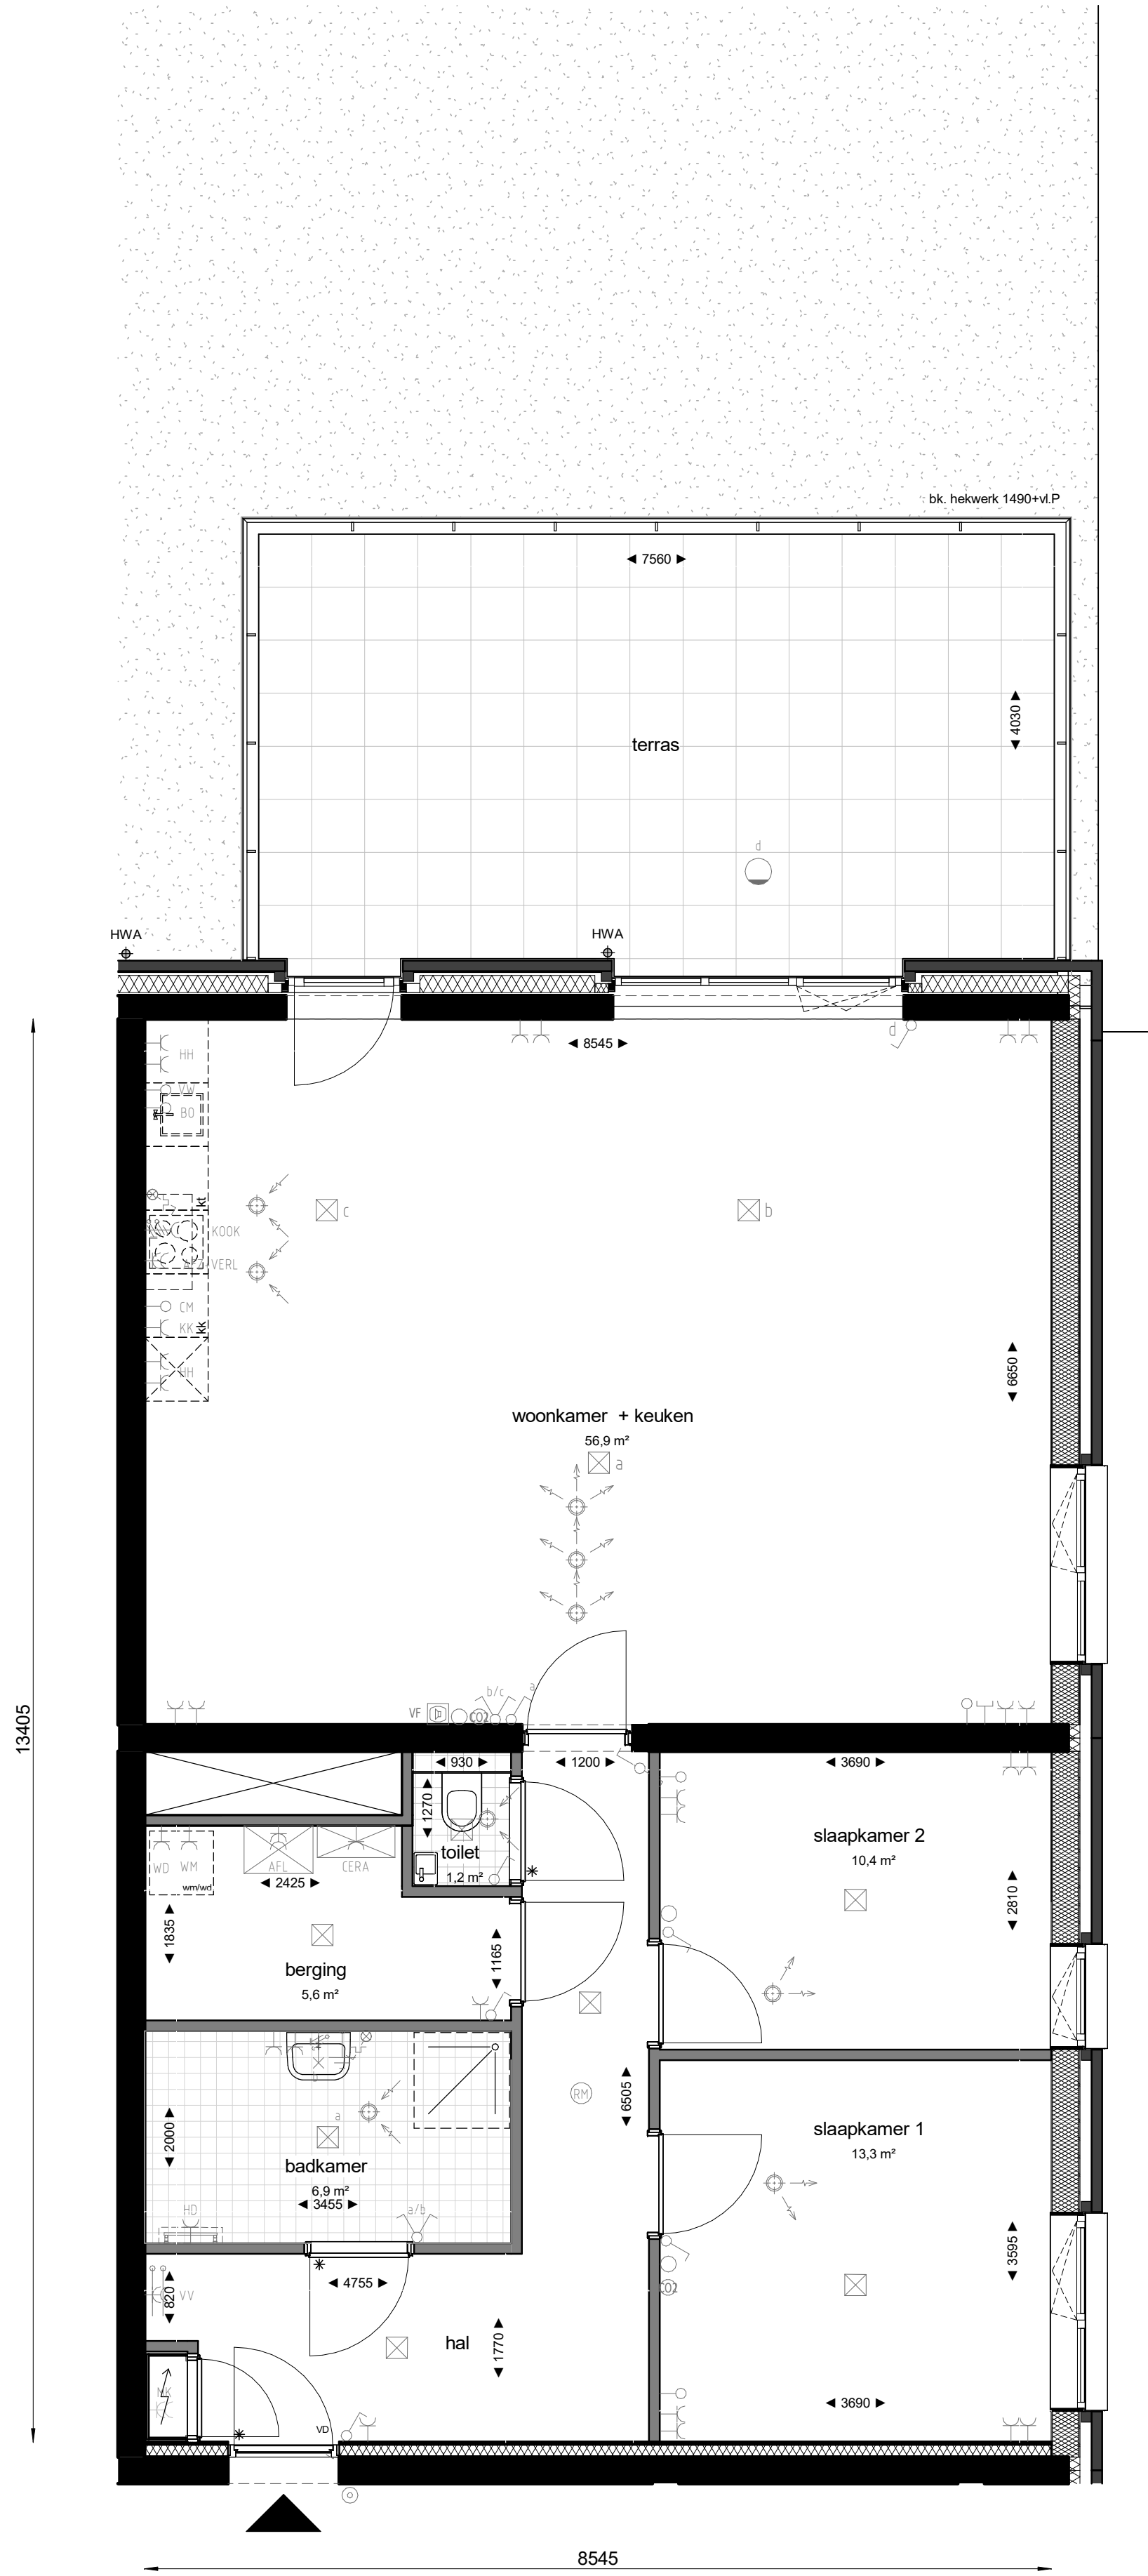 bk. hekwerk 1490+vl.P
◄ 7560 ►
◄ 4030 ►
terras
d
HWA
HWA
◄ 8545 ►
d
HH
VW
BO
kt
c
b
KOOK
VERL
CM
KK
kk
HH
◄ 6650 ►
woonkamer + keuken
56,9 m²
a
13405
b/c
a
VF
CO2
◄ 930 ►
◄ 1200 ►
◄ 3690 ►
◄ 1270 ►
toilet
1,2 m²
slaapkamer 2
10,4 m²
WD
WM
wm/wd
AFL
CERA
◄ 2425 ►
◄ 1835 ►
◄ 1165 ►
◄ 2810 ►
berging
5,6 m²
b
RM
◄ 6505 ►
a
◄ 2000 ►
badkamer
6,9 m²
◄ 3455 ►
slaapkamer 1
13,3 m²
HD
a/b
◄ 820 ►
VV
◄ 4755 ►
CO2
◄ 3595 ►
hal
◄ 1770 ►
MK
VD
◄ 3690 ►
8545